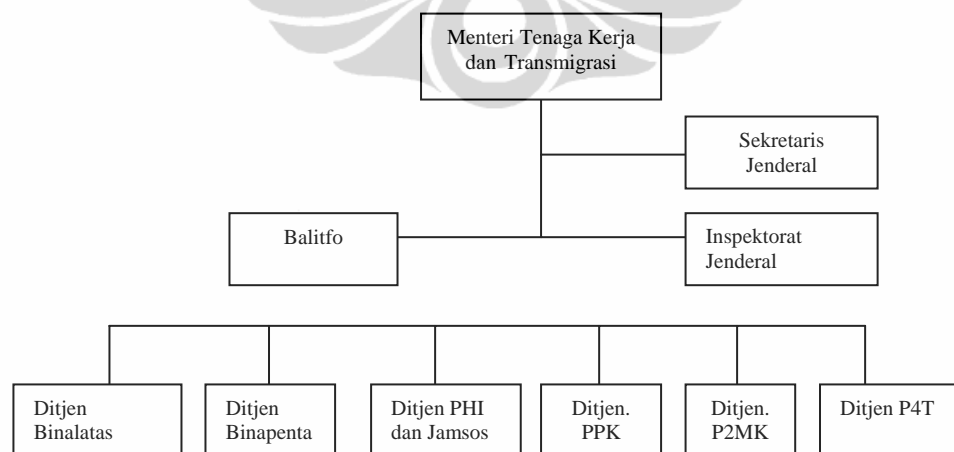 Menteri Tenaga Kerja
dan Transmigrasi
Sekretaris
Jenderal
Balitfo
Inspektorat
Jenderal
Ditjen
Binalatas
Ditjen
Binapenta
Ditjen PHI
dan Jamsos
Ditjen.
PPK
Ditjen.
P2MK
Ditjen P4T